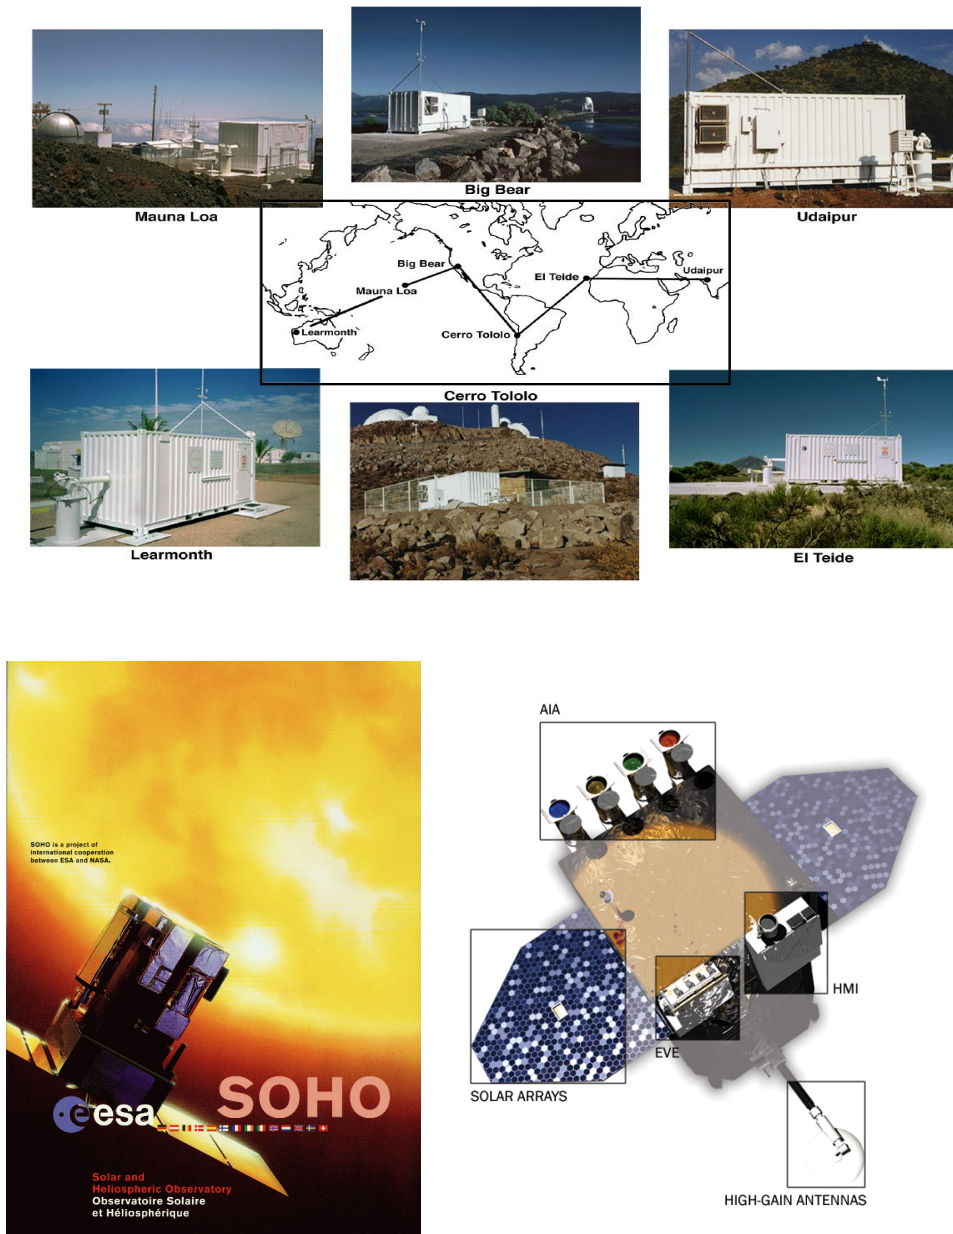 Big Bear
Mauna Loa
Udaipur
Big Bear
El Teide
Udaipur
Mauna Loa
Learmonth
Cerro Tololo
Cerro Tololo
Learmonth
El Teide
AIA
SOHO is a project of
international cooperation
between ESA and NASA.
HMI
EVE
SOLAR ARRAYS
esa
SOHO
Solar and
Heliospheric Observatory
Observatoire Solaire
et Héliosphérique
HIGH-GAIN ANTENNAS